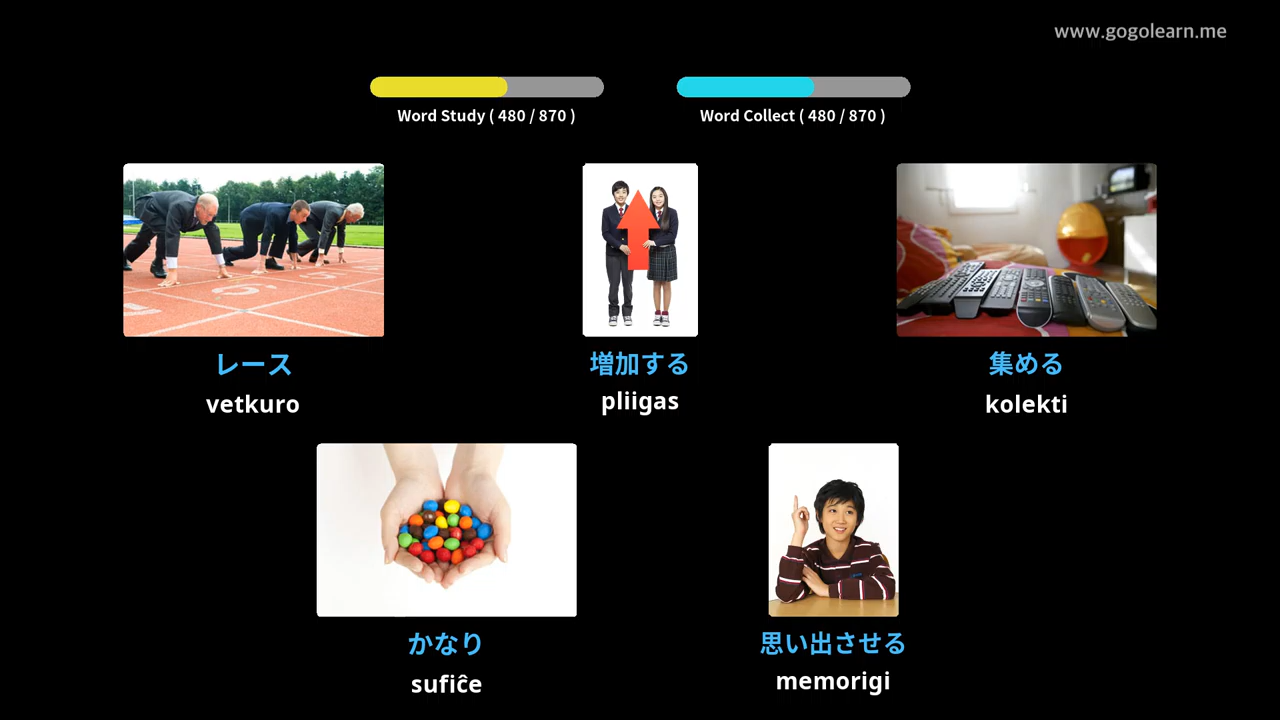 www.gogolearn.me
Word Study ( 480 / 870 )
Word Collect ( 480 / 870 )
レース
vetkuro
増加する
pliigas
集める
kolekti
かなり
sufiĉe
思い出させる
memorigi